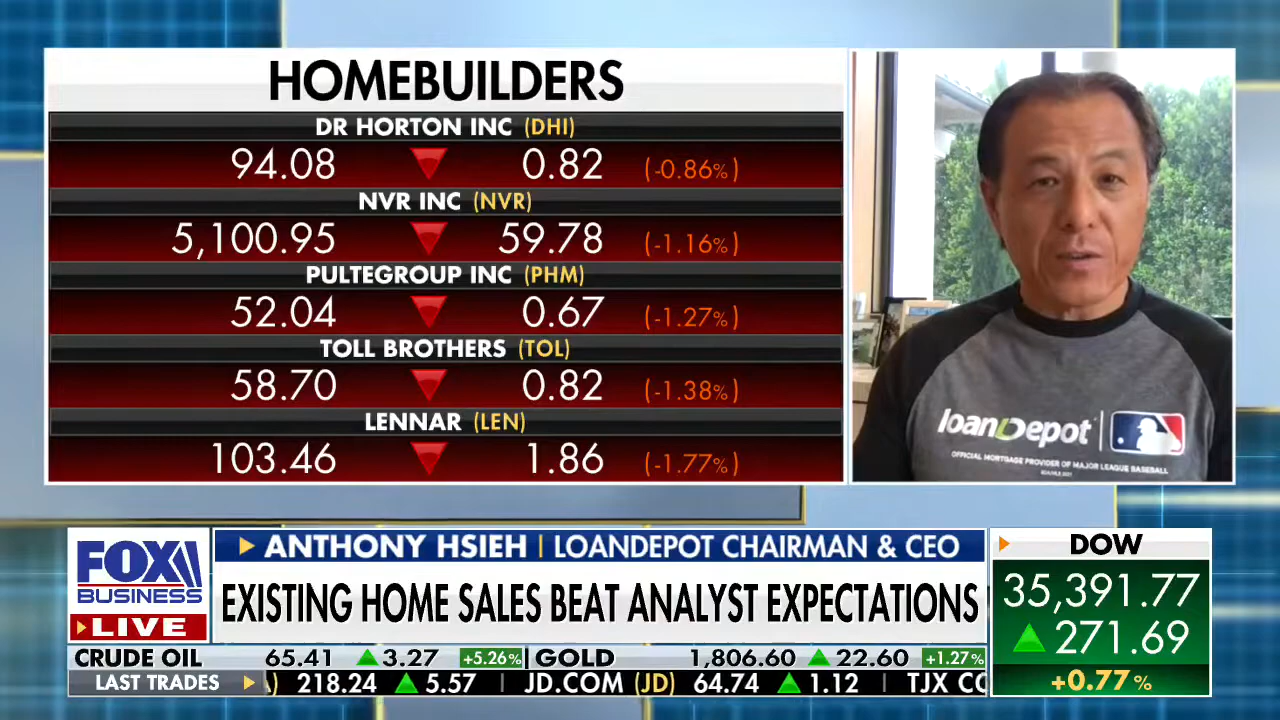 HOMEBUILDERS
DR HORTON INC (DHI)
94.08 ▼ 0.82 (-0.86%)
NVR INC (NVR)
5,100.95 ▼ 59.78 (-1.16%)
PULTEGROUP INC (PHM)
52.04 ▼ 0.67 (-1.27%)
TOLL BROTHERS (TOL)
58.70 ▼ 0.82 (-1.38%)
LENNAR (LEN)
103.46 ▼ 1.86 (-1.77%)
loanDepot
OFFICIAL MORTGAGE PROVIDER OF MAJOR LEAGUE BASEBALL
FOX BUSINESS
LIVE
ANTHONY HSIEH | LOANDEPOT CHAIRMAN & CEO
EXISTING HOME SALES BEAT ANALYST EXPECTATIONS
DOW
35,391.77
▲ 271.69
+0.77%
CRUDE OIL 65.41 ▲ 3.27 +5.26% | GOLD 1,806.60 ▲ 22.60 +1.27%
LAST TRADES ) 218.24 ▲ 5.57 | JD.COM (JD) 64.74 ▲ 1.12 | TJX CO